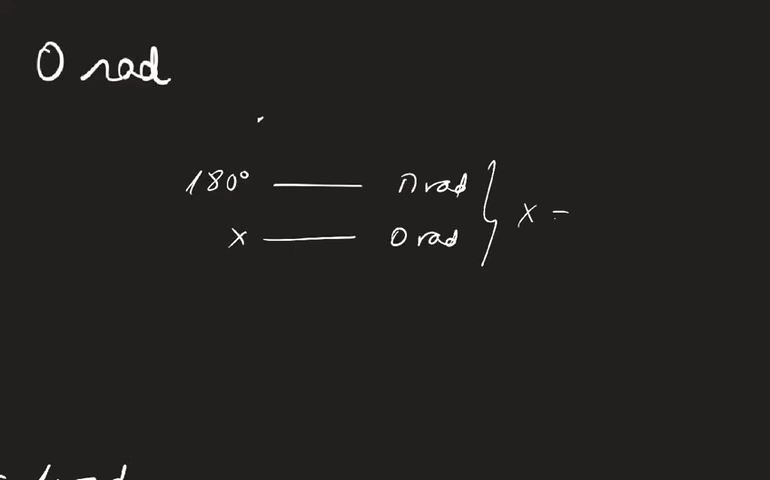 0 rad
180° — π rad
x — 0 rad } x =